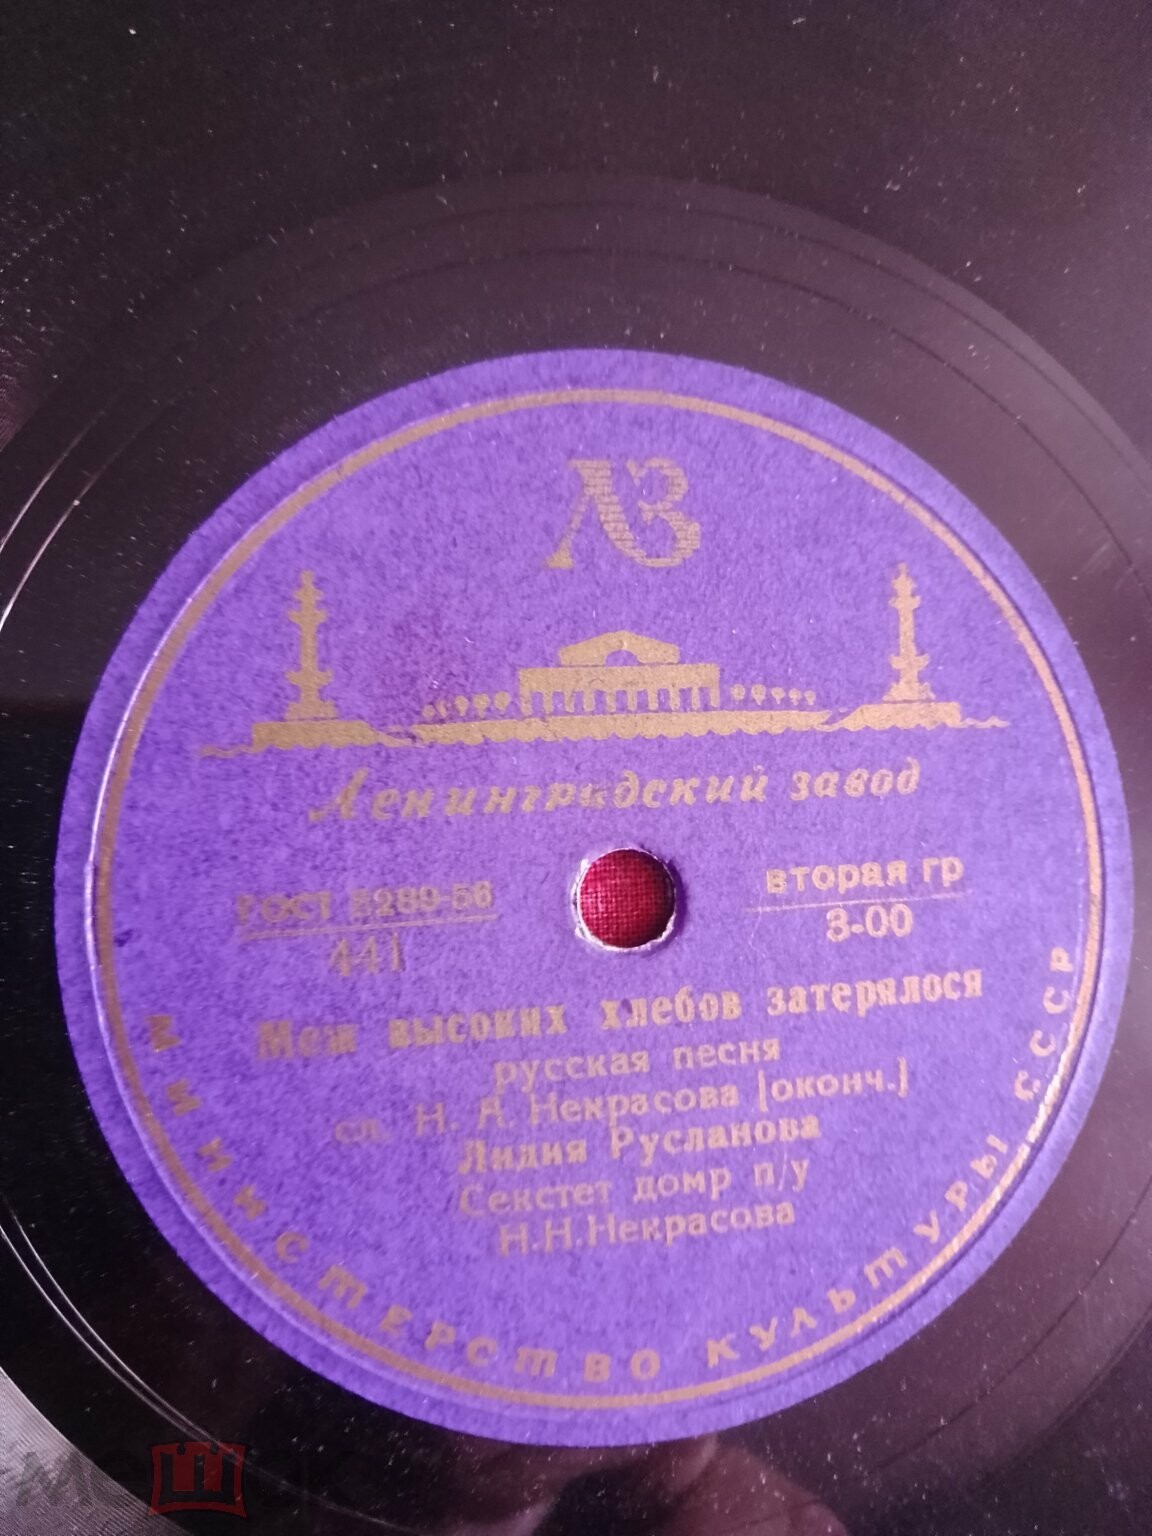 ЛЗ
Ленинградский завод
ГОСТ 5289-56
441
вторая гр
3-00
Меж высоких хлебов затерялося
русская песня
сл. Н. А. Некрасова [оконч.]
Лидия Русланова
Секстет домр п/у
Н.Н.Некрасова
МИНИСТЕРСТВО КУЛЬТУРЫ СССР
мешок